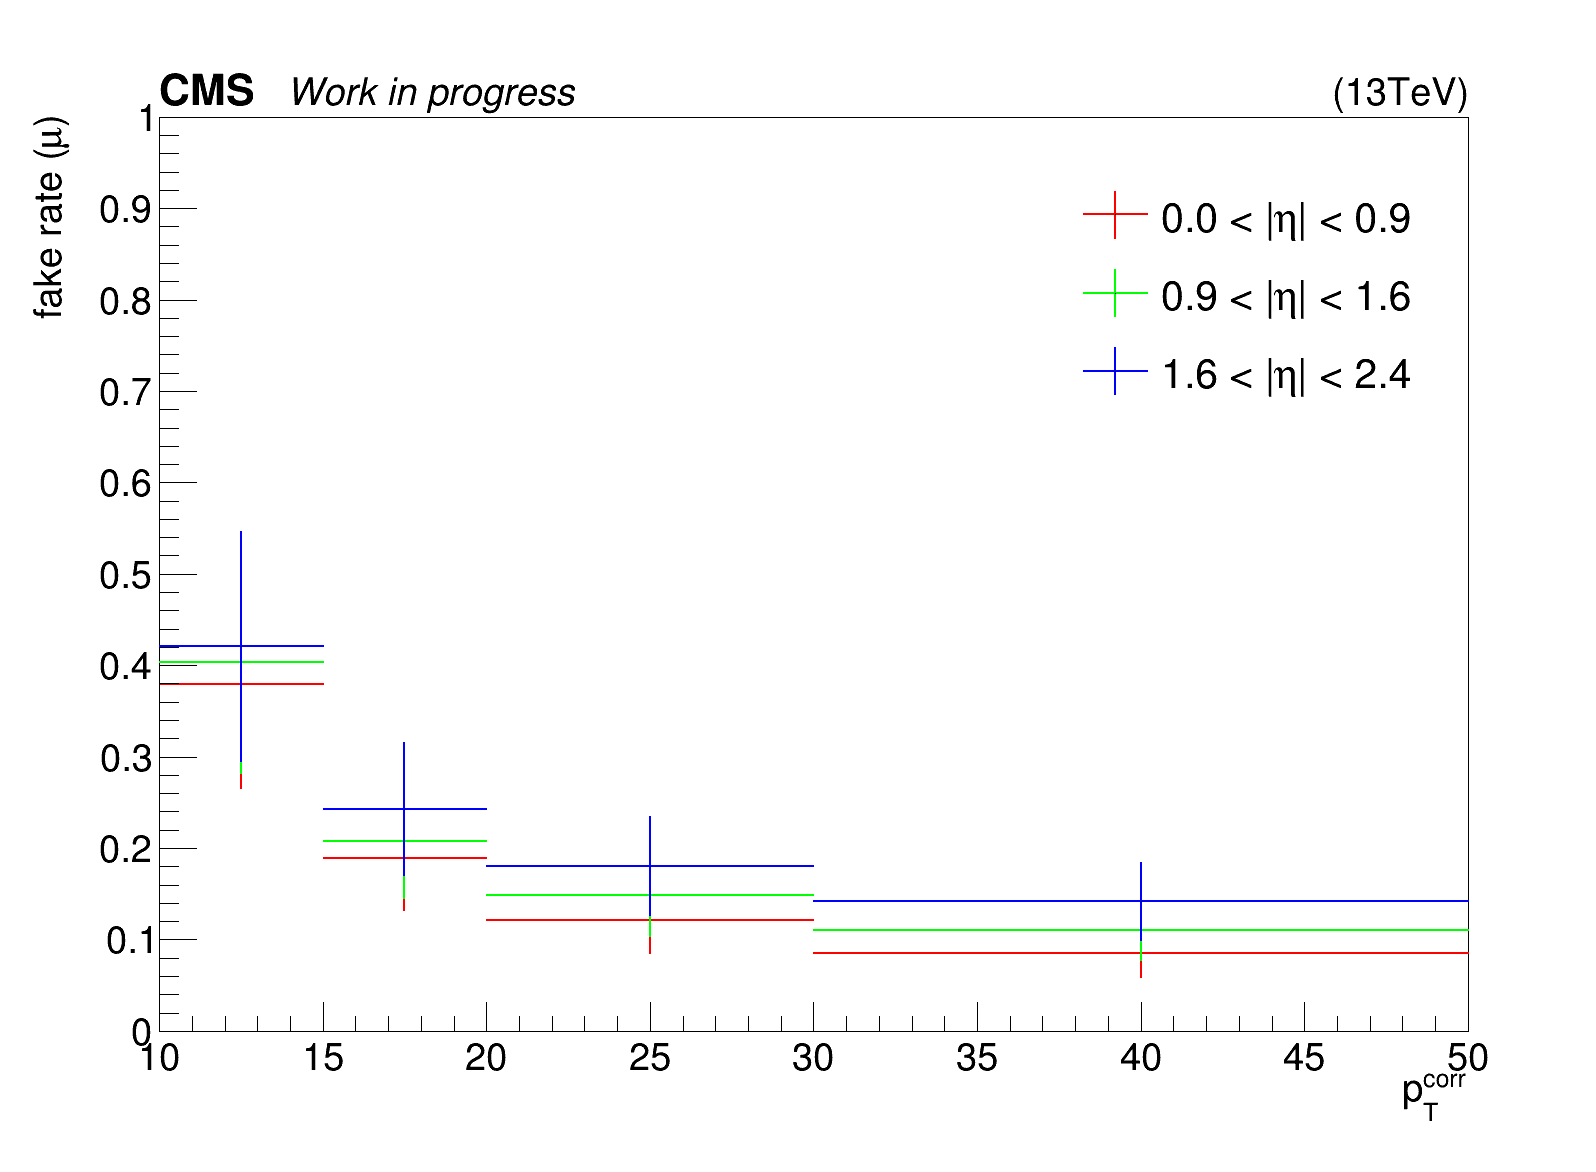 CMS Work in progress (13TeV)
fake rate (μ)
1
0.9
0.8
0.7
0.6
0.5
0.4
0.3
0.2
0.1
0
0.0 < |η| < 0.9
0.9 < |η| < 1.6
1.6 < |η| < 2.4
10 15 20 25 30 35 40 45 50
p_T^corr